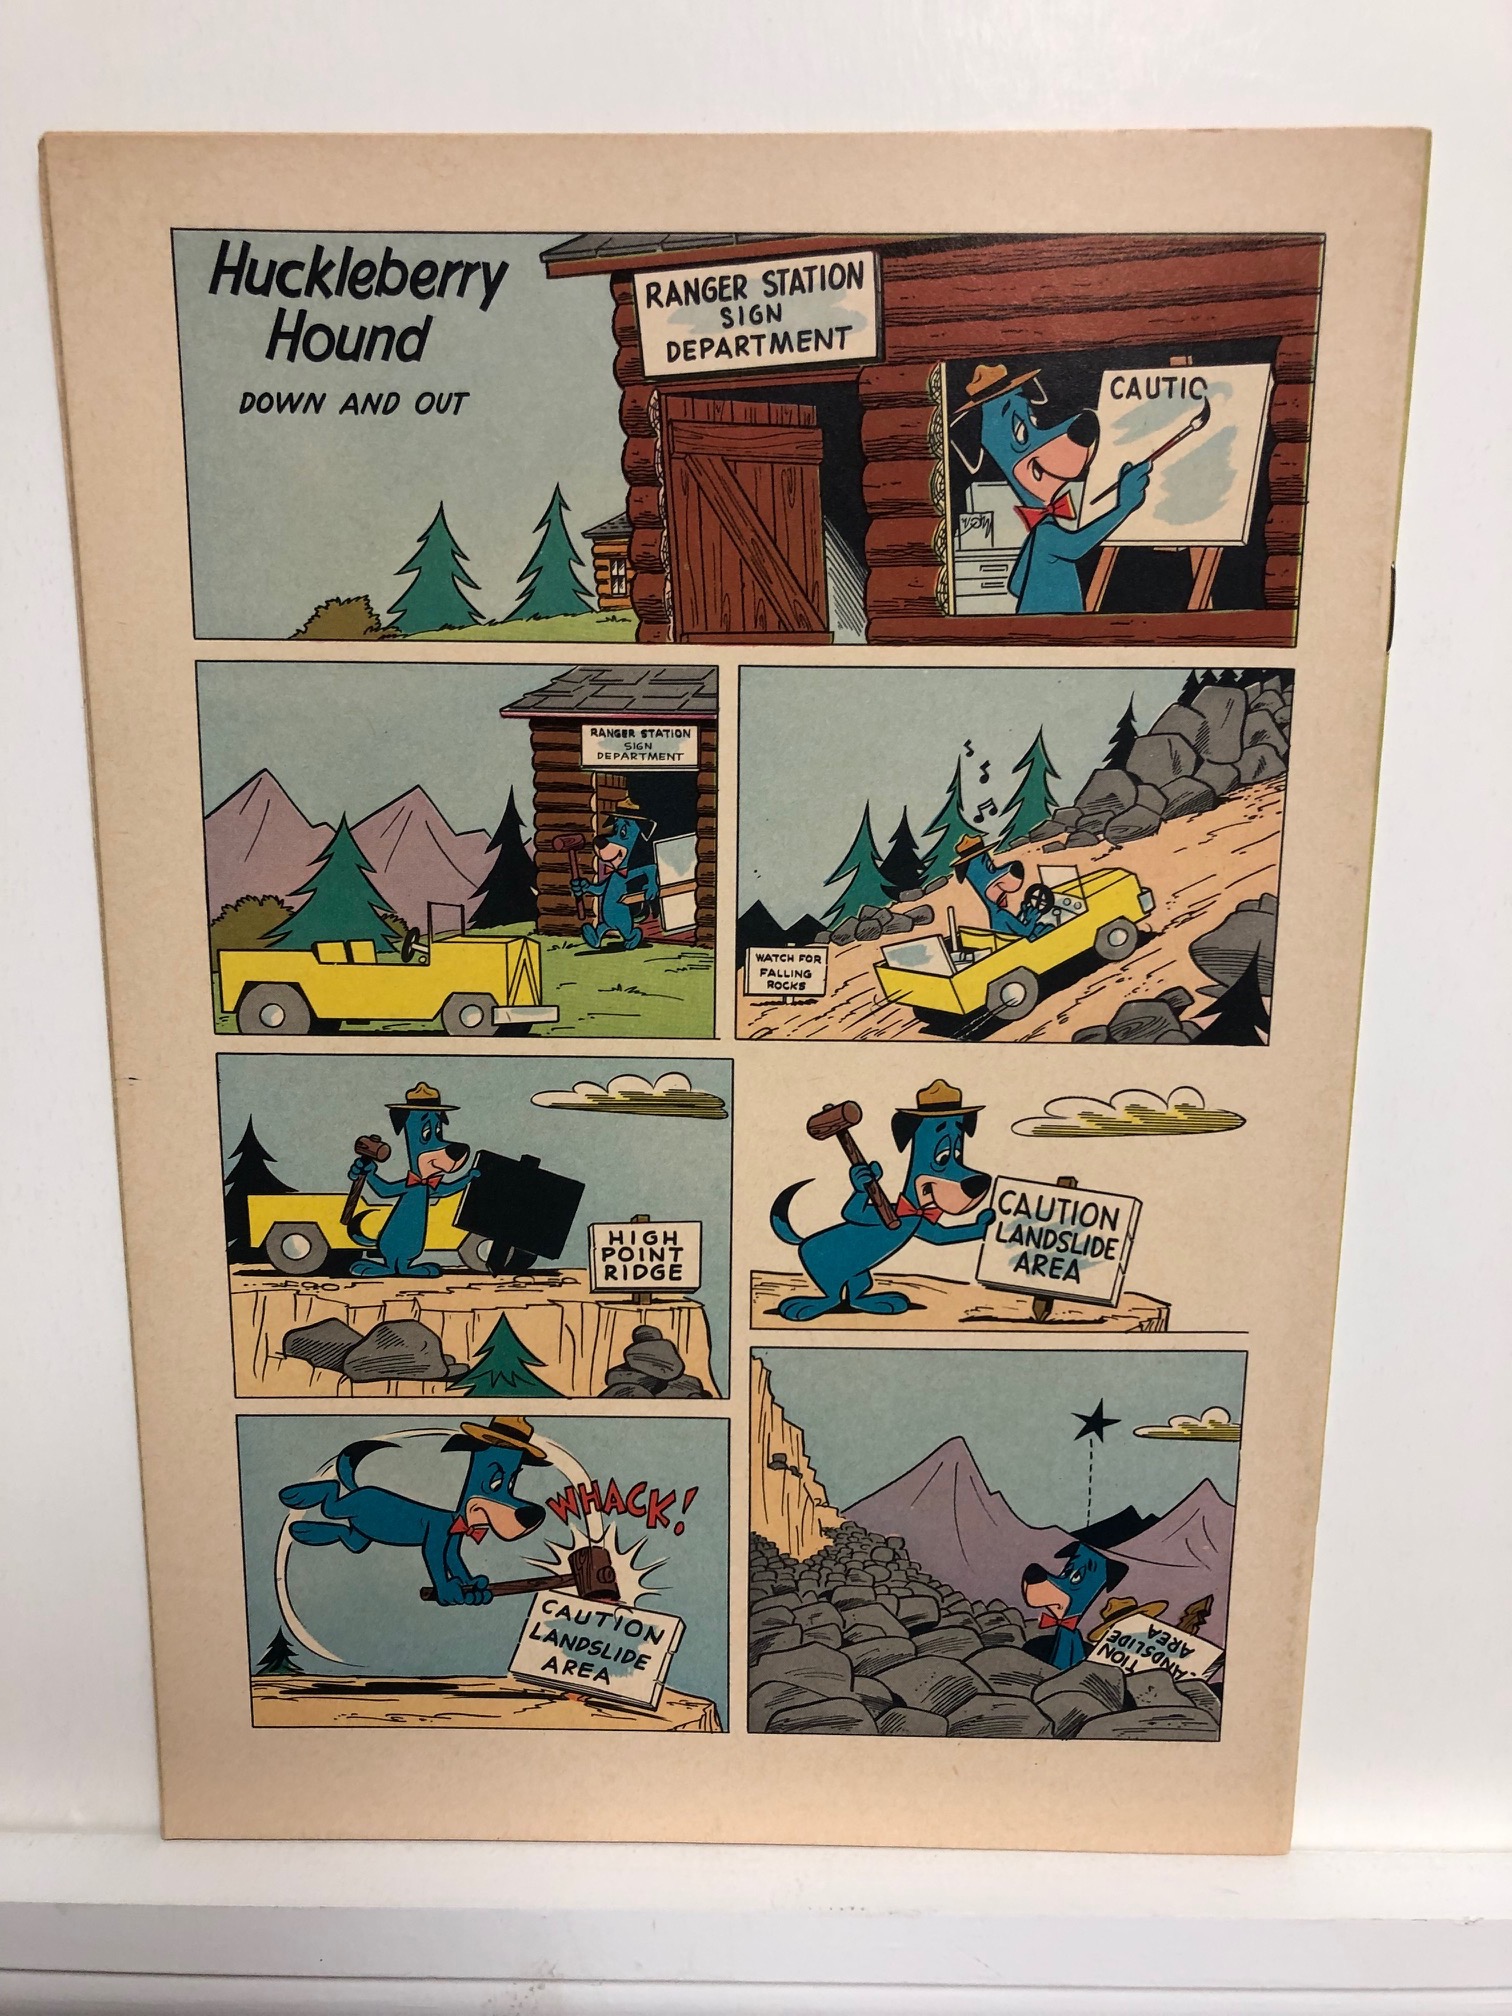 Huckleberry
Hound
DOWN AND OUT
RANGER STATION
SIGN
DEPARTMENT
CAUTIO
RANGER STATION
SIGN
DEPARTMENT
WATCH FOR
FALLING
ROCKS
HIGH
POINT
RIDGE
CAUTION
LANDSLIDE
AREA
WHACK!
CAUTION
LANDSLIDE
AREA
TION
ANDSLIDE
AREA